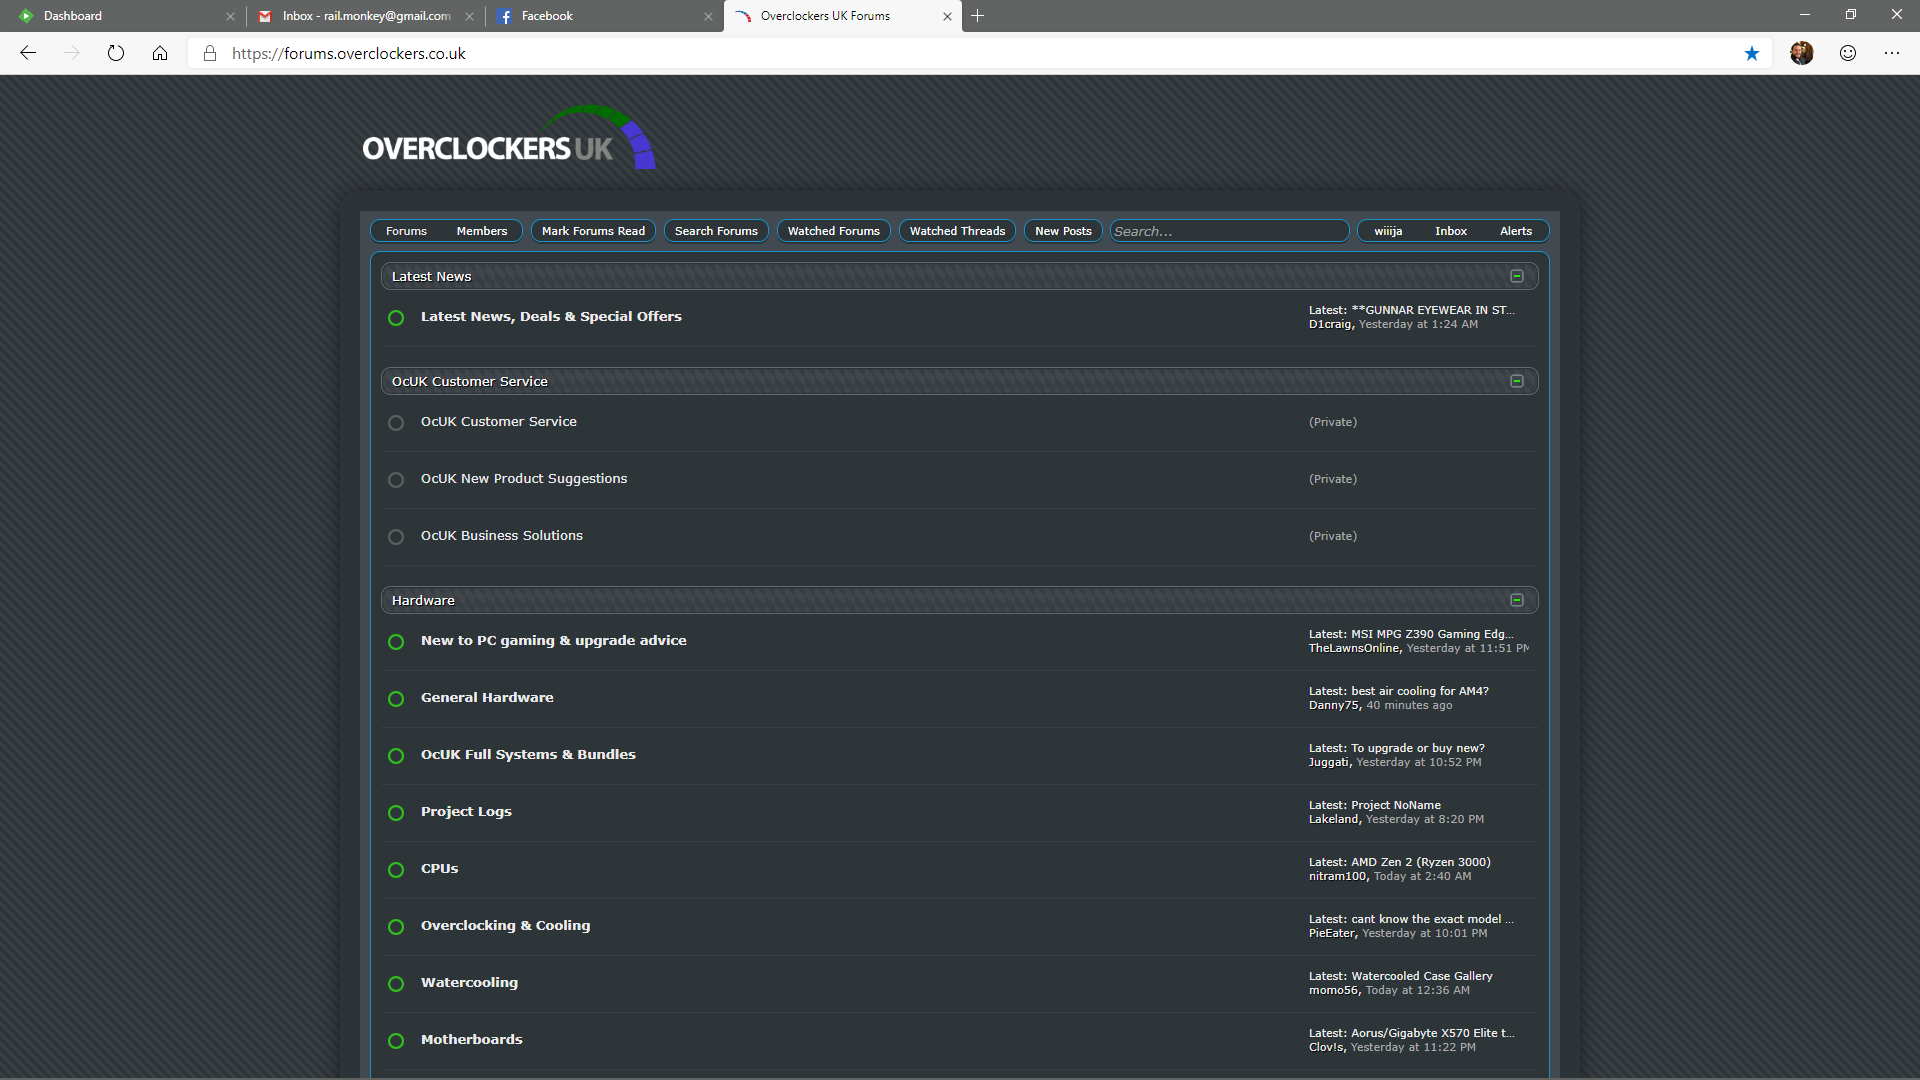 Dashboard
Inbox - rail.monkey@gmail.com
Facebook
Overclockers UK Forums
https://forums.overclockers.co.uk
OVERCLOCKERS UK
Forums Members Mark Forums Read Search Forums Watched Forums Watched Threads New Posts Search... wiiija Inbox Alerts
Latest News
Latest News, Deals & Special Offers
Latest: **GUNNAR EYEWEAR IN ST...
D1craig, Yesterday at 1:24 AM
OcUK Customer Service
OcUK Customer Service
(Private)
OcUK New Product Suggestions
(Private)
OcUK Business Solutions
(Private)
Hardware
New to PC gaming & upgrade advice
Latest: MSI MPG Z390 Gaming Edg...
TheLawnsOnline, Yesterday at 11:51 PM
General Hardware
Latest: best air cooling for AM4?
Danny75, 40 minutes ago
OcUK Full Systems & Bundles
Latest: To upgrade or buy new?
Juggati, Yesterday at 10:52 PM
Project Logs
Latest: Project NoName
Lakeland, Yesterday at 8:20 PM
CPUs
Latest: AMD Zen 2 (Ryzen 3000)
nitram100, Today at 2:40 AM
Overclocking & Cooling
Latest: cant know the exact model ...
PieEater, Yesterday at 10:01 PM
Watercooling
Latest: Watercooled Case Gallery
momo56, Today at 12:36 AM
Motherboards
Latest: Aorus/Gigabyte X570 Elite t...
Clov!s, Yesterday at 11:22 PM